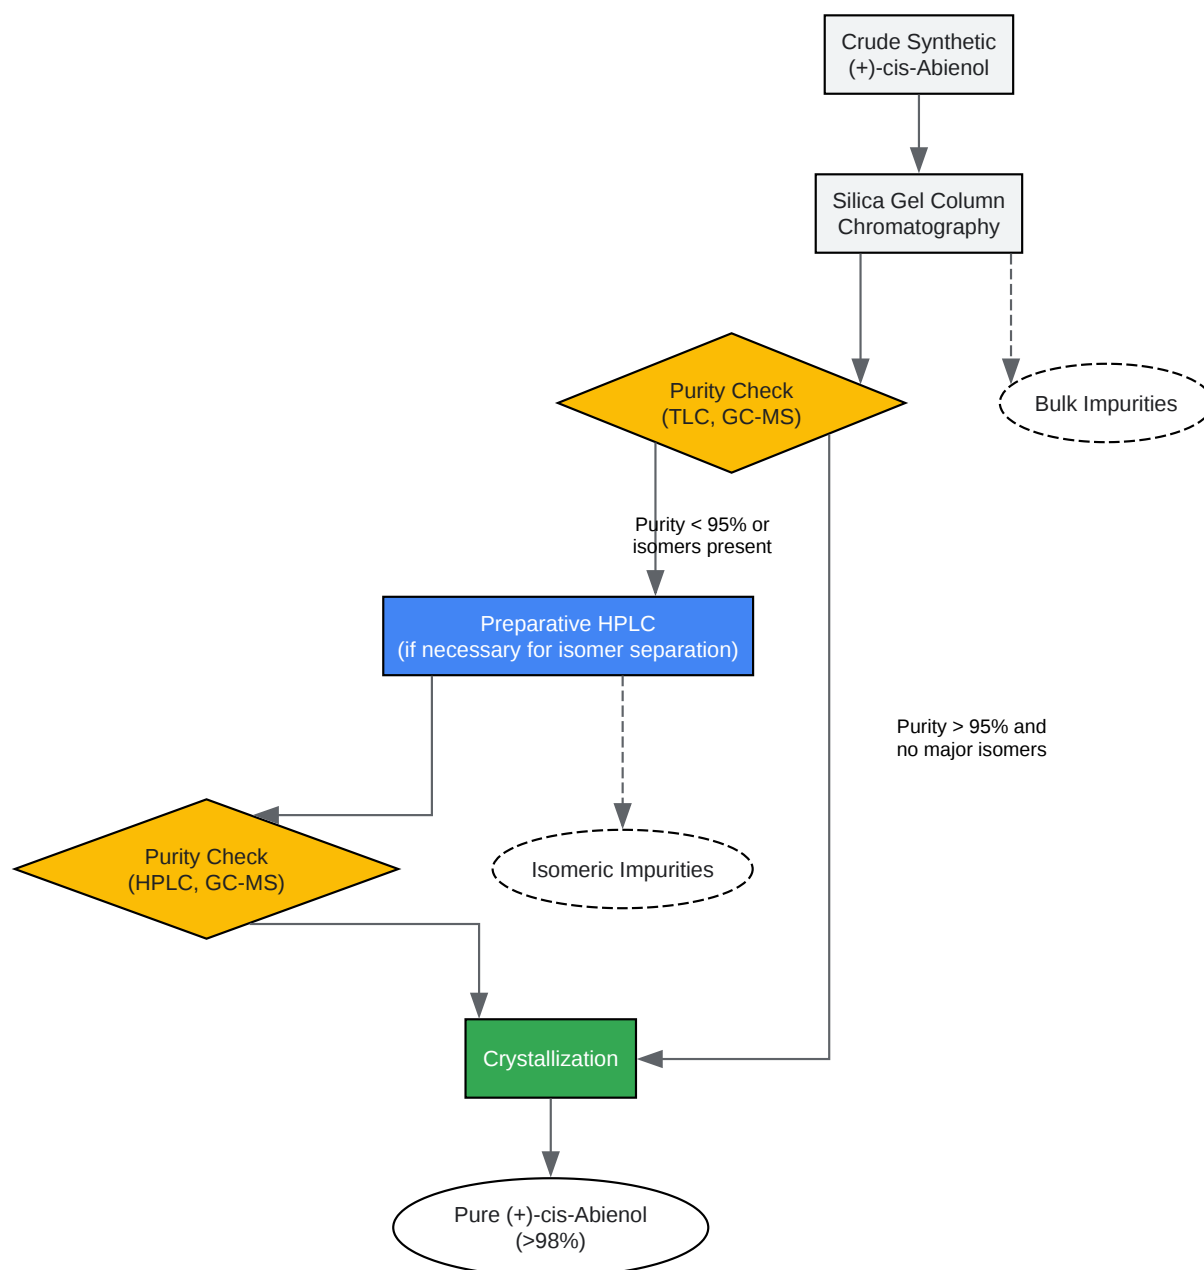 Crude Synthetic
(+)-cis-Abienol
Silica Gel Column
Chromatography
Purity Check
(TLC, GC-MS)
Bulk Impurities
Purity < 95% or
isomers present
Preparative HPLC
(if necessary for isomer separation)
Purity > 95% and
no major isomers
Purity Check
(HPLC, GC-MS)
Isomeric Impurities
Crystallization
Pure (+)-cis-Abienol
(>98%)